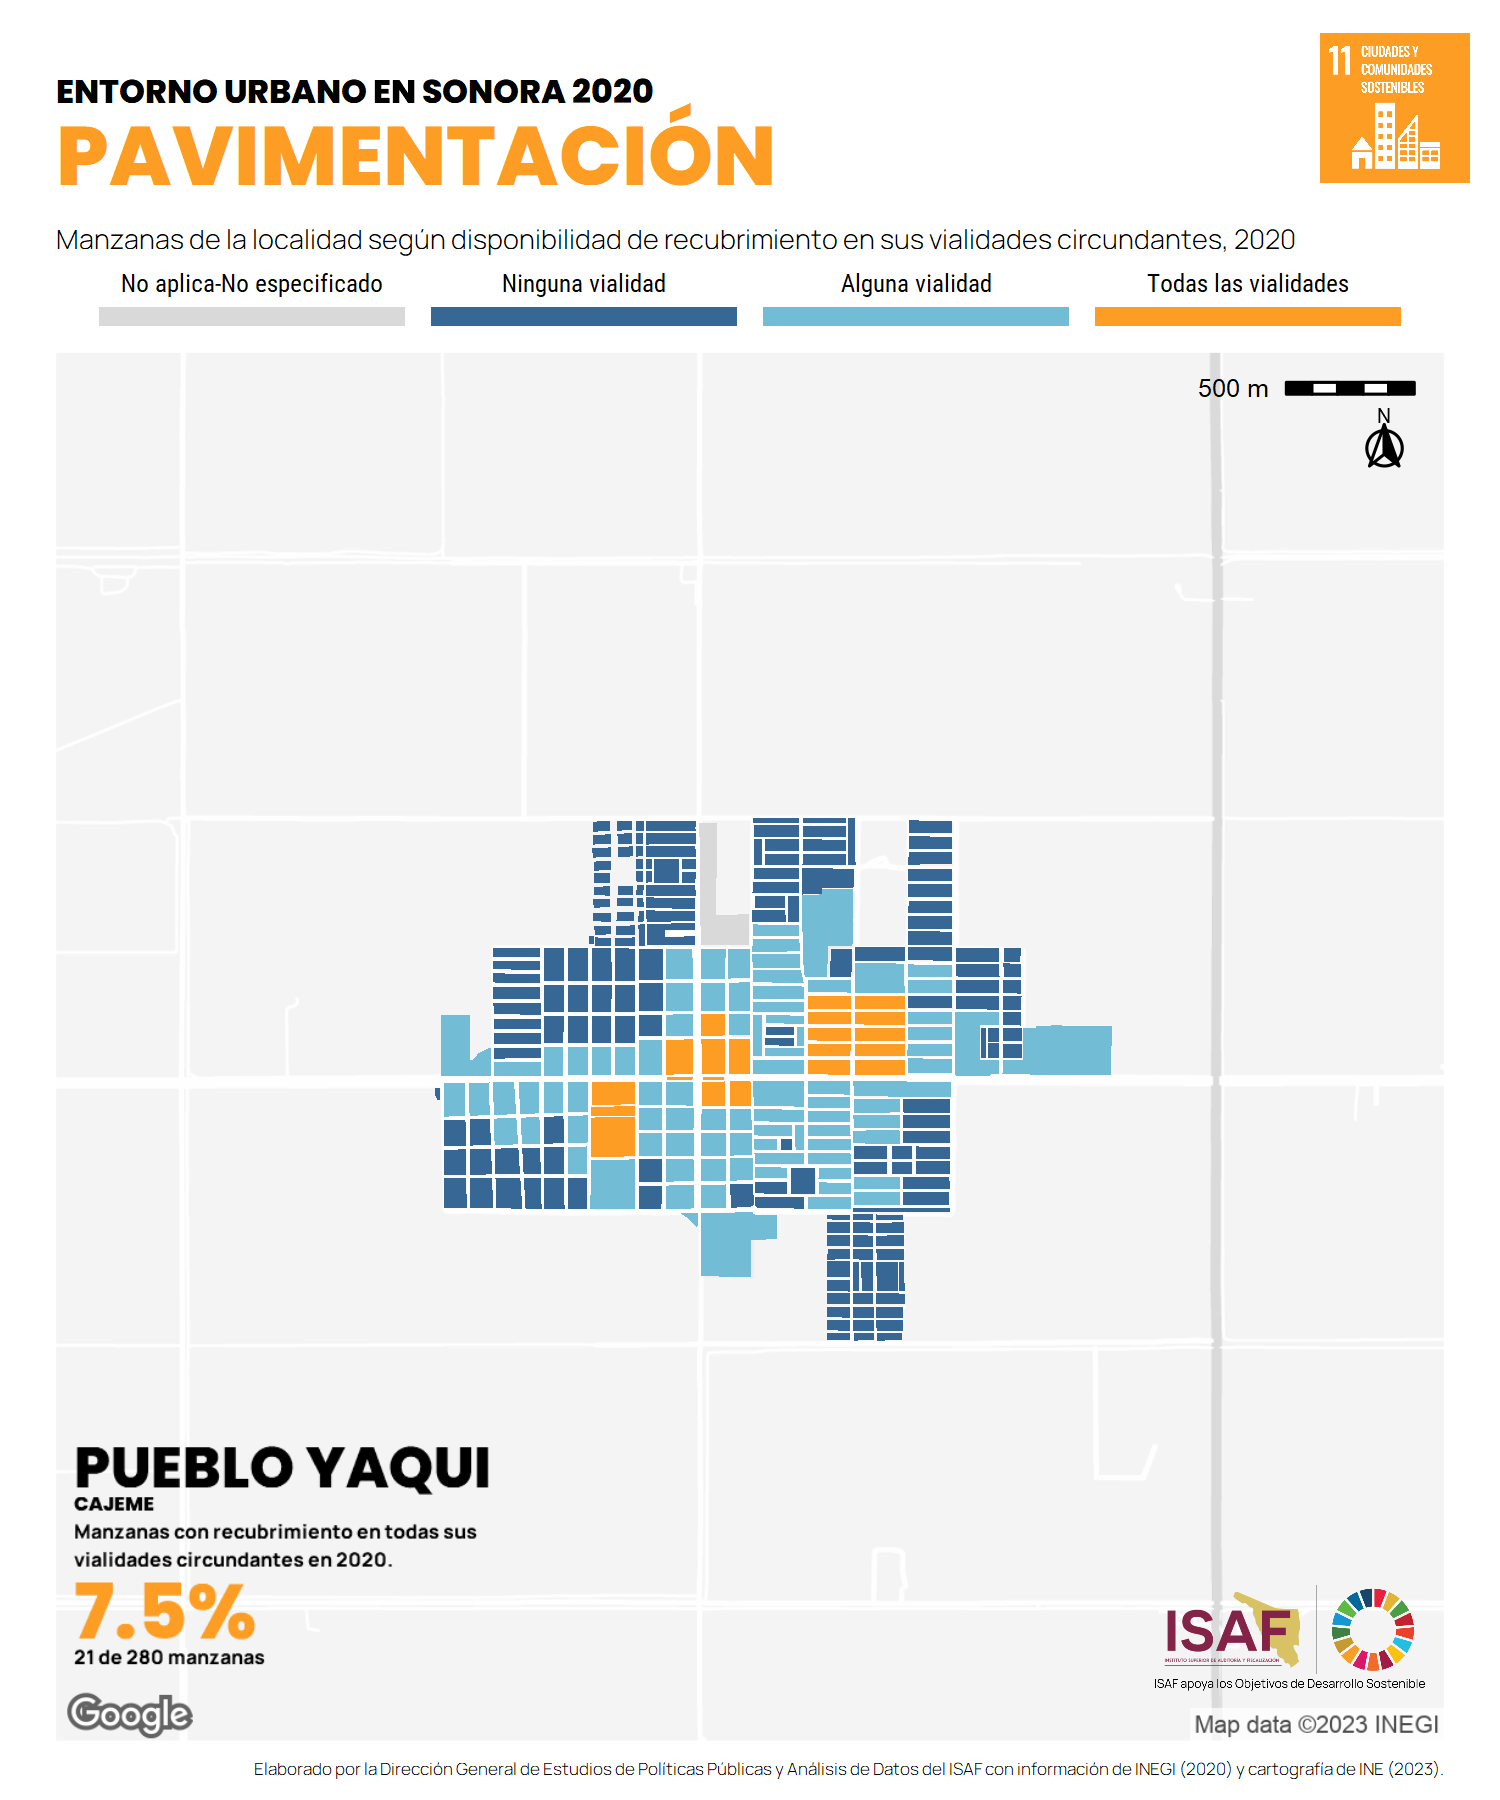 ENTORNO URBANO EN SONORA 2020
PAVIMENTACIÓN
11 CIUDADES Y
COMUNIDADES
SOSTENIBLES
Manzanas de la localidad según disponibilidad de recubrimiento en sus vialidades circundantes, 2020
No aplica-No especificado
Ninguna vialidad
Alguna vialidad
Todas las vialidades
500 m
N
PUEBLO YAQUI
CAJEME
Manzanas con recubrimiento en todas sus
vialidades circundantes en 2020.
7.5%
21 de 280 manzanas
Google
ISAF
INSTITUTO SUPERIOR DE AUDITORÍA Y FISCALIZACIÓN
ISAF apoya los Objetivos de Desarrollo Sostenible
Map data ©2023 INEGI
Elaborado por la Dirección General de Estudios de Políticas Públicas y Análisis de Datos del ISAF con información de INEGI (2020) y cartografía de INE (2023).